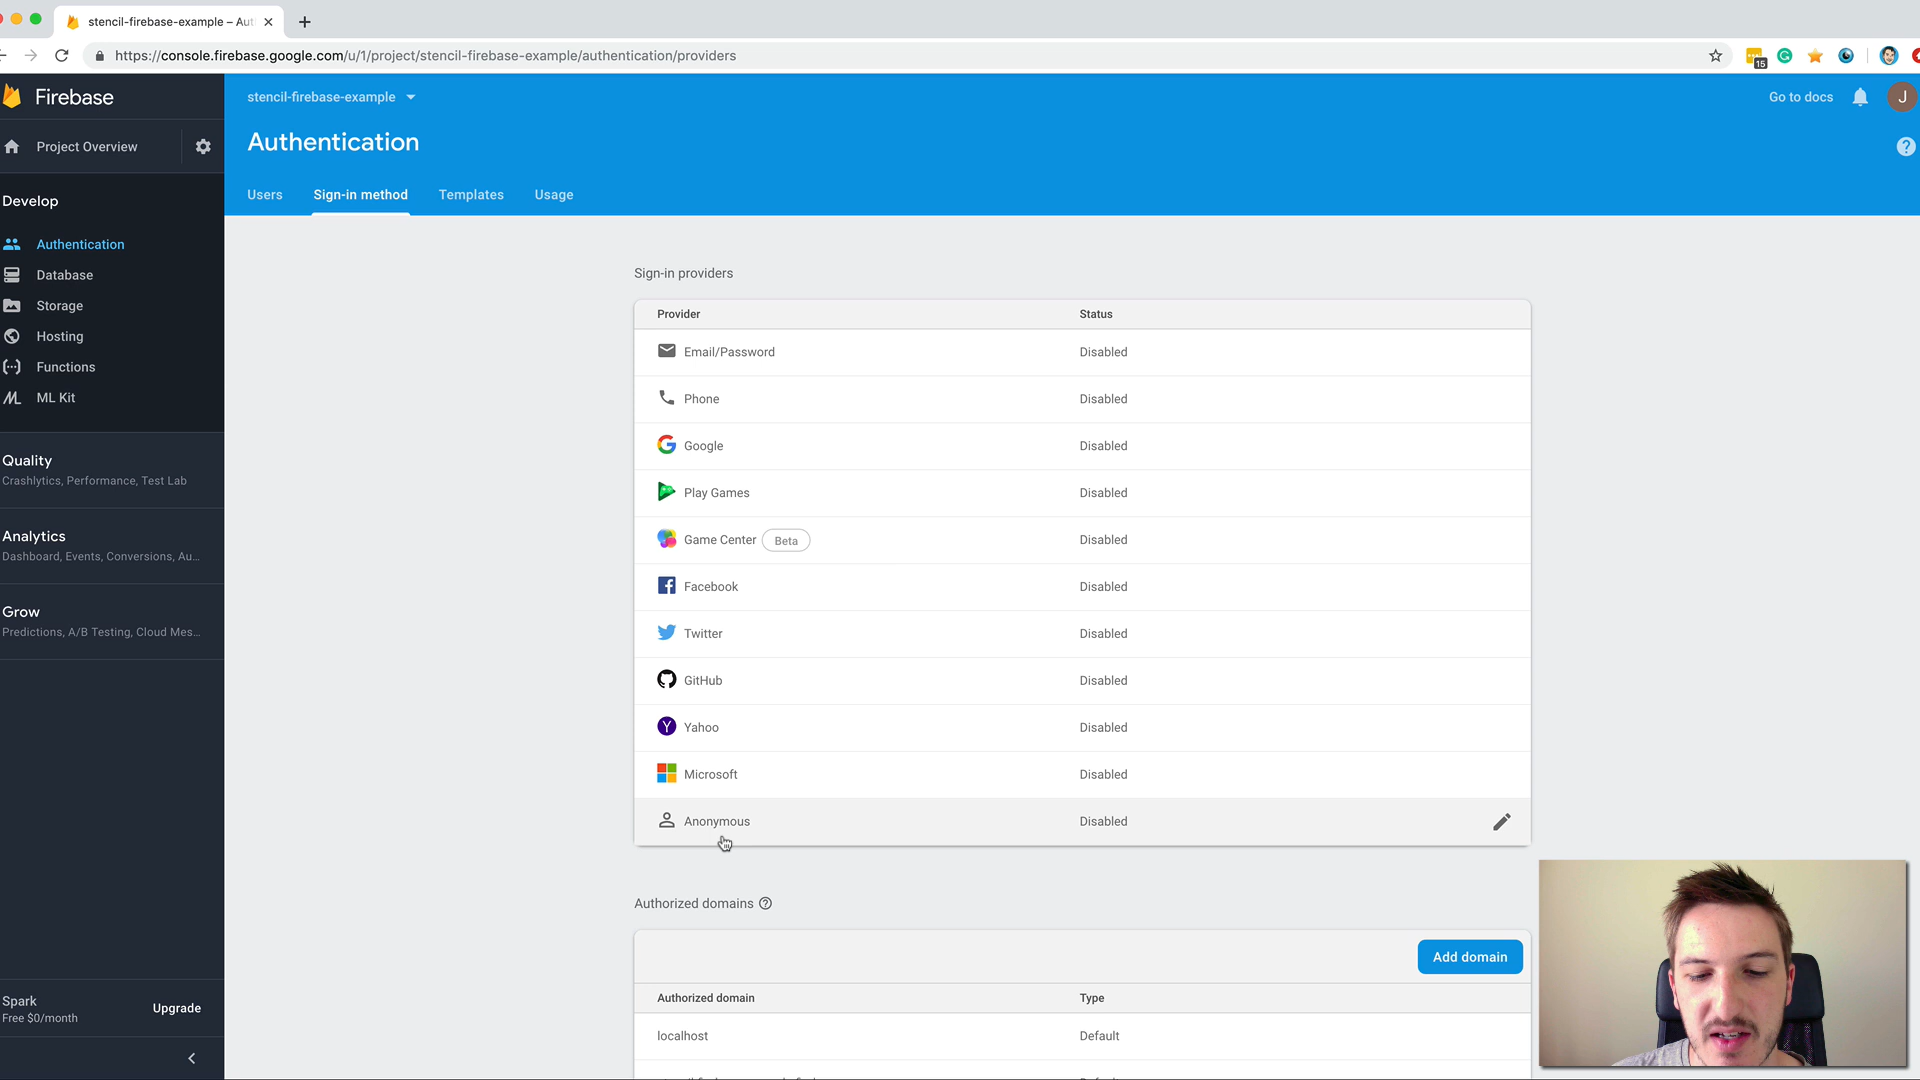 stencil-firebase-example – Aut
https://console.firebase.google.com/u/1/project/stencil-firebase-example/authentication/providers
15
Firebase
stencil-firebase-example
Go to docs
J
Project Overview
Authentication
?
Users
Sign-in method
Templates
Usage
Develop
Authentication
Database
Storage
Hosting
Functions
ML Kit
Quality
Crashlytics, Performance, Test Lab
Analytics
Dashboard, Events, Conversions, Au...
Grow
Predictions, A/B Testing, Cloud Mes...
Spark
Free $0/month
Upgrade
Sign-in providers
Provider
Status
Email/Password
Disabled
Phone
Disabled
Google
Disabled
Play Games
Disabled
Game Center
Beta
Disabled
Facebook
Disabled
Twitter
Disabled
GitHub
Disabled
Yahoo
Disabled
Microsoft
Disabled
Anonymous
Disabled
Authorized domains
Add domain
Authorized domain
Type
localhost
Default